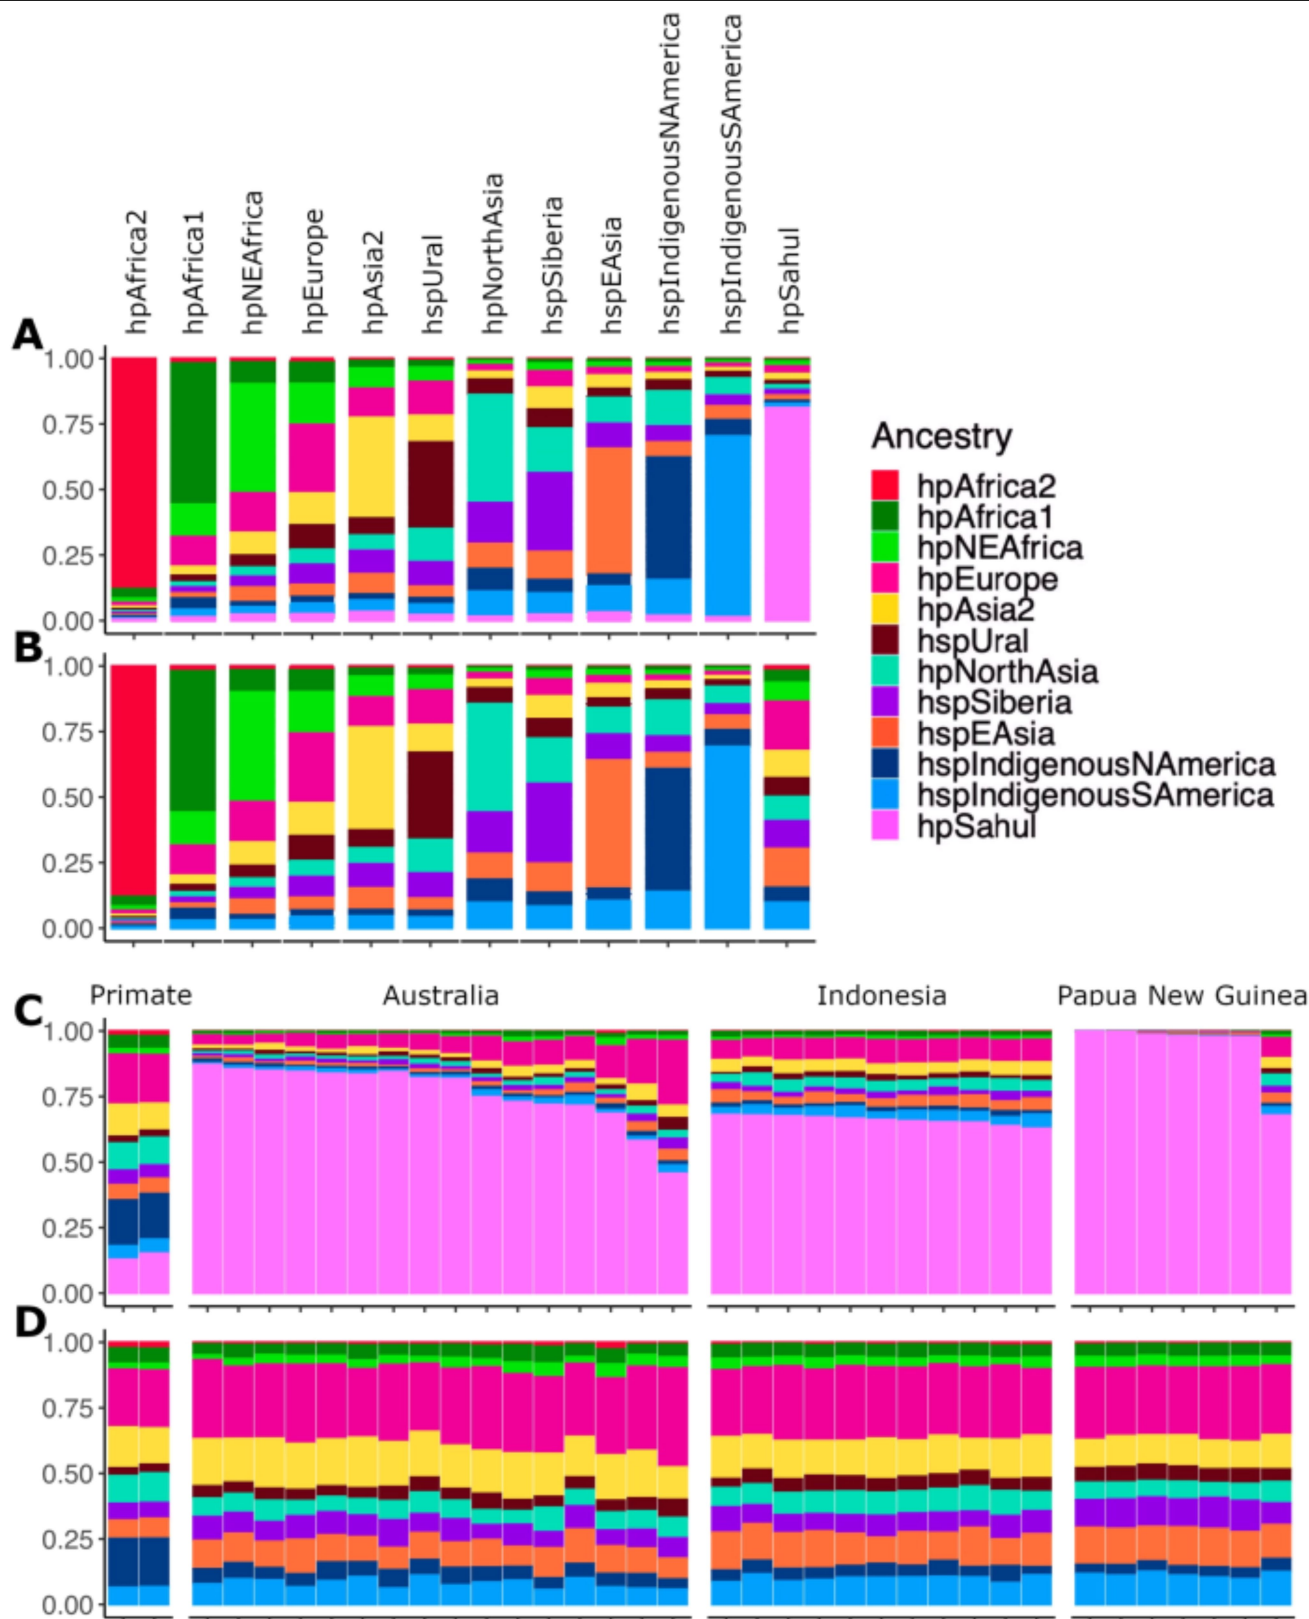 hpAfrica2
hpAfrica1
hpNEAfrica
hpEurope
hpAsia2
hspUral
hpNorthAsia
hspSiberia
hspEAsia
hspIndigenousNAmerica
hspIndigenousSAmerica
hpSahul
A
1.00
0.75
0.50
0.25
0.00
B
1.00
0.75
0.50
0.25
0.00
Ancestry
hpAfrica2
hpAfrica1
hpNEAfrica
hpEurope
hpAsia2
hspUral
hpNorthAsia
hspSiberia
hspEAsia
hspIndigenousNAmerica
hspIndigenousSAmerica
hpSahul
C
Primate
Australia
Indonesia
Papua New Guinea
1.00
0.75
0.50
0.25
0.00
D
1.00
0.75
0.50
0.25
0.00